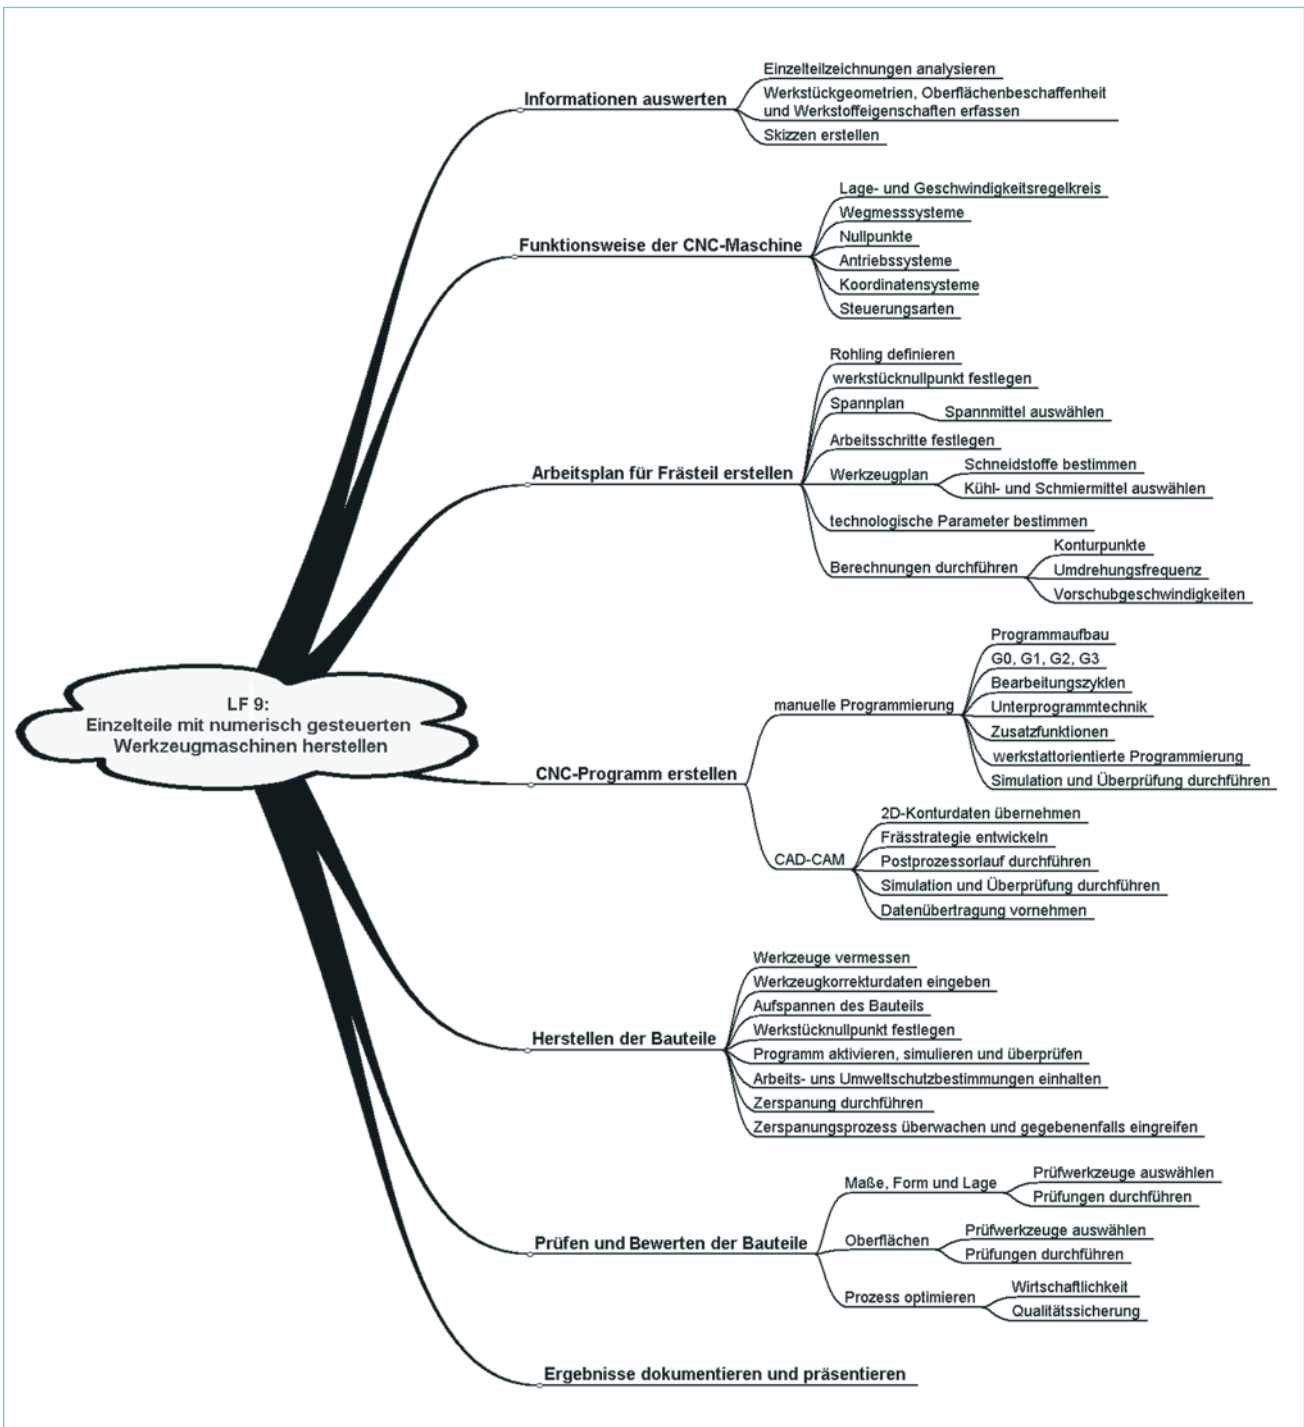 Einzelteilzeichnungen analysieren
Informationen auswerten
Werkstückgeometrien, Oberflächenbeschaffenheit
und Werkstoffeigenschaften erfassen
Skizzen erstellen
Lage- und Geschwindigkeitsregelkreis
Wegmesssysteme
Nullpunkte
Funktionsweise der CNC-Maschine
Antriebssysteme
Koordinatensysteme
Steuerungsarten
Rohling definieren
werkstücknullpunkt festlegen
Spannplan
Spannmittel auswählen
Arbeitsschritte festlegen
Arbeitsplan für Frästeil erstellen
Werkzeugplan
Schneidstoffe bestimmen
Kühl- und Schmiermittel auswählen
technologische Parameter bestimmen
Berechnungen durchführen
Konturpunkte
Umdrehungsfrequenz
Vorschubgeschwindigkeiten
LF 9:
Einzelteile mit numerisch gesteuerten
Werkzeugmaschinen herstellen
CNC-Programm erstellen
manuelle Programmierung
Programmaufbau
G0, G1, G2, G3
Bearbeitungszyklen
Unterprogrammtechnik
Zusatzfunktionen
werkstattorientierte Programmierung
Simulation und Überprüfung durchführen
CAD-CAM
2D-Konturdaten übernehmen
Frässtrategie entwickeln
Postprozessorlauf durchführen
Simulation und Überprüfung durchführen
Datenübertragung vornehmen
Herstellen der Bauteile
Werkzeuge vermessen
Werkzeugkorrekturdaten eingeben
Aufspannen des Bauteils
Werkstücknullpunkt festlegen
Programm aktivieren, simulieren und überprüfen
Arbeits- uns Umweltschutzbestimmungen einhalten
Zerspanung durchführen
Zerspanungsprozess überwachen und gegebenenfalls eingreifen
Prüfen und Bewerten der Bauteile
Maße, Form und Lage
Prüfwerkzeuge auswählen
Prüfungen durchführen
Oberflächen
Prüfwerkzeuge auswählen
Prüfungen durchführen
Prozess optimieren
Wirtschaftlichkeit
Qualitätssicherung
Ergebnisse dokumentieren und präsentieren